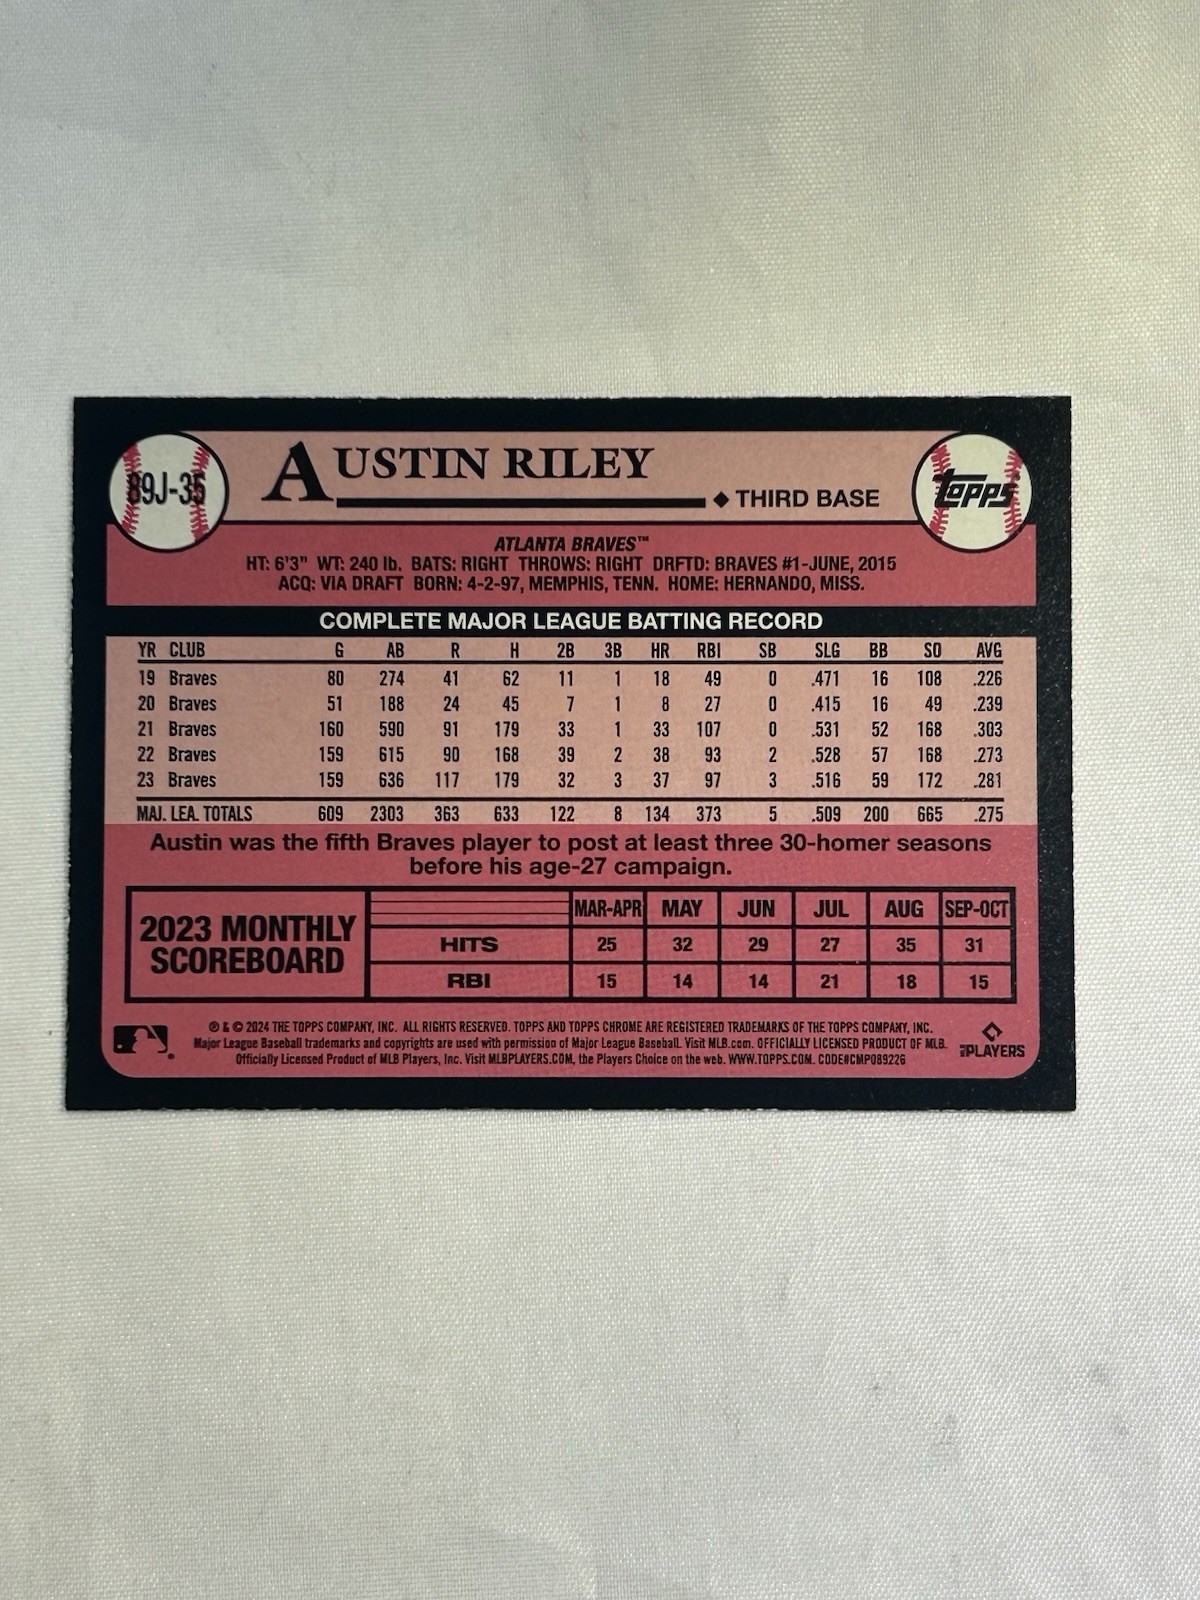 89J-35
AUSTIN RILEY
◆ THIRD BASE
topps
ATLANTA BRAVES™
HT: 6'3" WT: 240 lb. BATS: RIGHT THROWS: RIGHT DRFTD: BRAVES #1-JUNE, 2015
ACQ: VIA DRAFT BORN: 4-2-97, MEMPHIS, TENN. HOME: HERNANDO, MISS.
COMPLETE MAJOR LEAGUE BATTING RECORD
YR CLUB G AB R H 2B 3B HR RBI SB SLG BB SO AVG
19 Braves 80 274 41 62 11 1 18 49 0 .471 16 108 .226
20 Braves 51 188 24 45 7 1 8 27 0 .415 16 49 .239
21 Braves 160 590 91 179 33 1 33 107 0 .531 52 168 .303
22 Braves 159 615 90 168 39 2 38 93 2 .528 57 168 .273
23 Braves 159 636 117 179 32 3 37 97 3 .516 59 172 .281
MAJ. LEA. TOTALS 609 2303 363 633 122 8 134 373 5 .509 200 665 .275
Austin was the fifth Braves player to post at least three 30-homer seasons
before his age-27 campaign.
2023 MONTHLY
SCOREBOARD
MAR-APR MAY JUN JUL AUG SEP-OCT
HITS 25 32 29 27 35 31
RBI 15 14 14 21 18 15
® & © 2024 THE TOPPS COMPANY, INC. ALL RIGHTS RESERVED. TOPPS AND TOPPS CHROME ARE REGISTERED TRADEMARKS OF THE TOPPS COMPANY, INC.
Major League Baseball trademarks and copyrights are used with permission of Major League Baseball. Visit MLB.com. OFFICIALLY LICENSED PRODUCT OF MLB.
Officially Licensed Product of MLB Players, Inc. Visit MLBPLAYERS.COM, the Players Choice on the web. WWW.TOPPS.COM. CODE#CMP089226
MLB PLAYERS